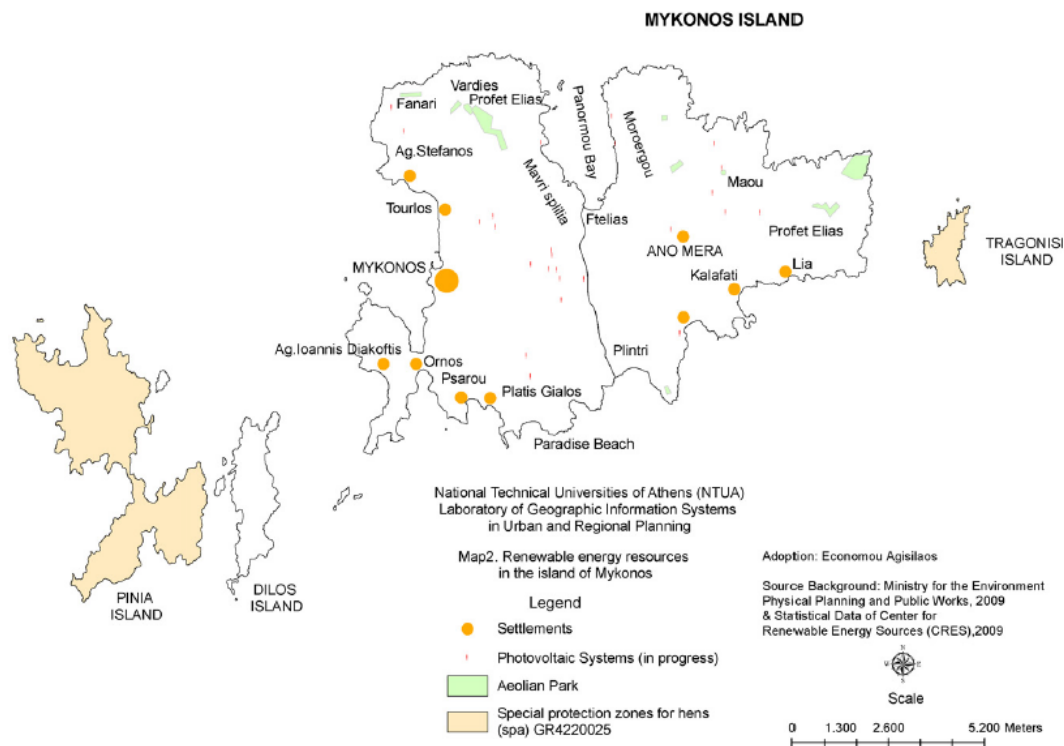 MYKONOS ISLAND
Vardies
Fanari
Profet Elias
Panormou Bay
Moroergou
Ag.Stefanos
Mavri spililia
Maou
Tourlos
Ftelias
Profet Elias
ANO MERA
TRAGONISI
ISLAND
MYKONOS
Kalafati
Lia
Ag.Ioannis Diakoftis
Ornos
Plintri
Psarou
Platis Gialos
Paradise Beach
PINIA
ISLAND
DILOS
ISLAND
National Technical Universities of Athens (NTUA)
Laboratory of Geographic Information Systems
in Urban and Regional Planning
Map2. Renewable energy resources
in the island of Mykonos
Legend
Settlements
Photovoltaic Systems (in progress)
Aeolian Park
Special protection zones for hens
(spa) GR4220025
Adoption: Economou Agisilaos
Source Background: Ministry for the Environment
Physical Planning and Public Works, 2009
& Statistical Data of Center for
Renewable Energy Sources (CRES),2009
N
W E
S
Scale
0 1.300 2.600 5.200 Meters